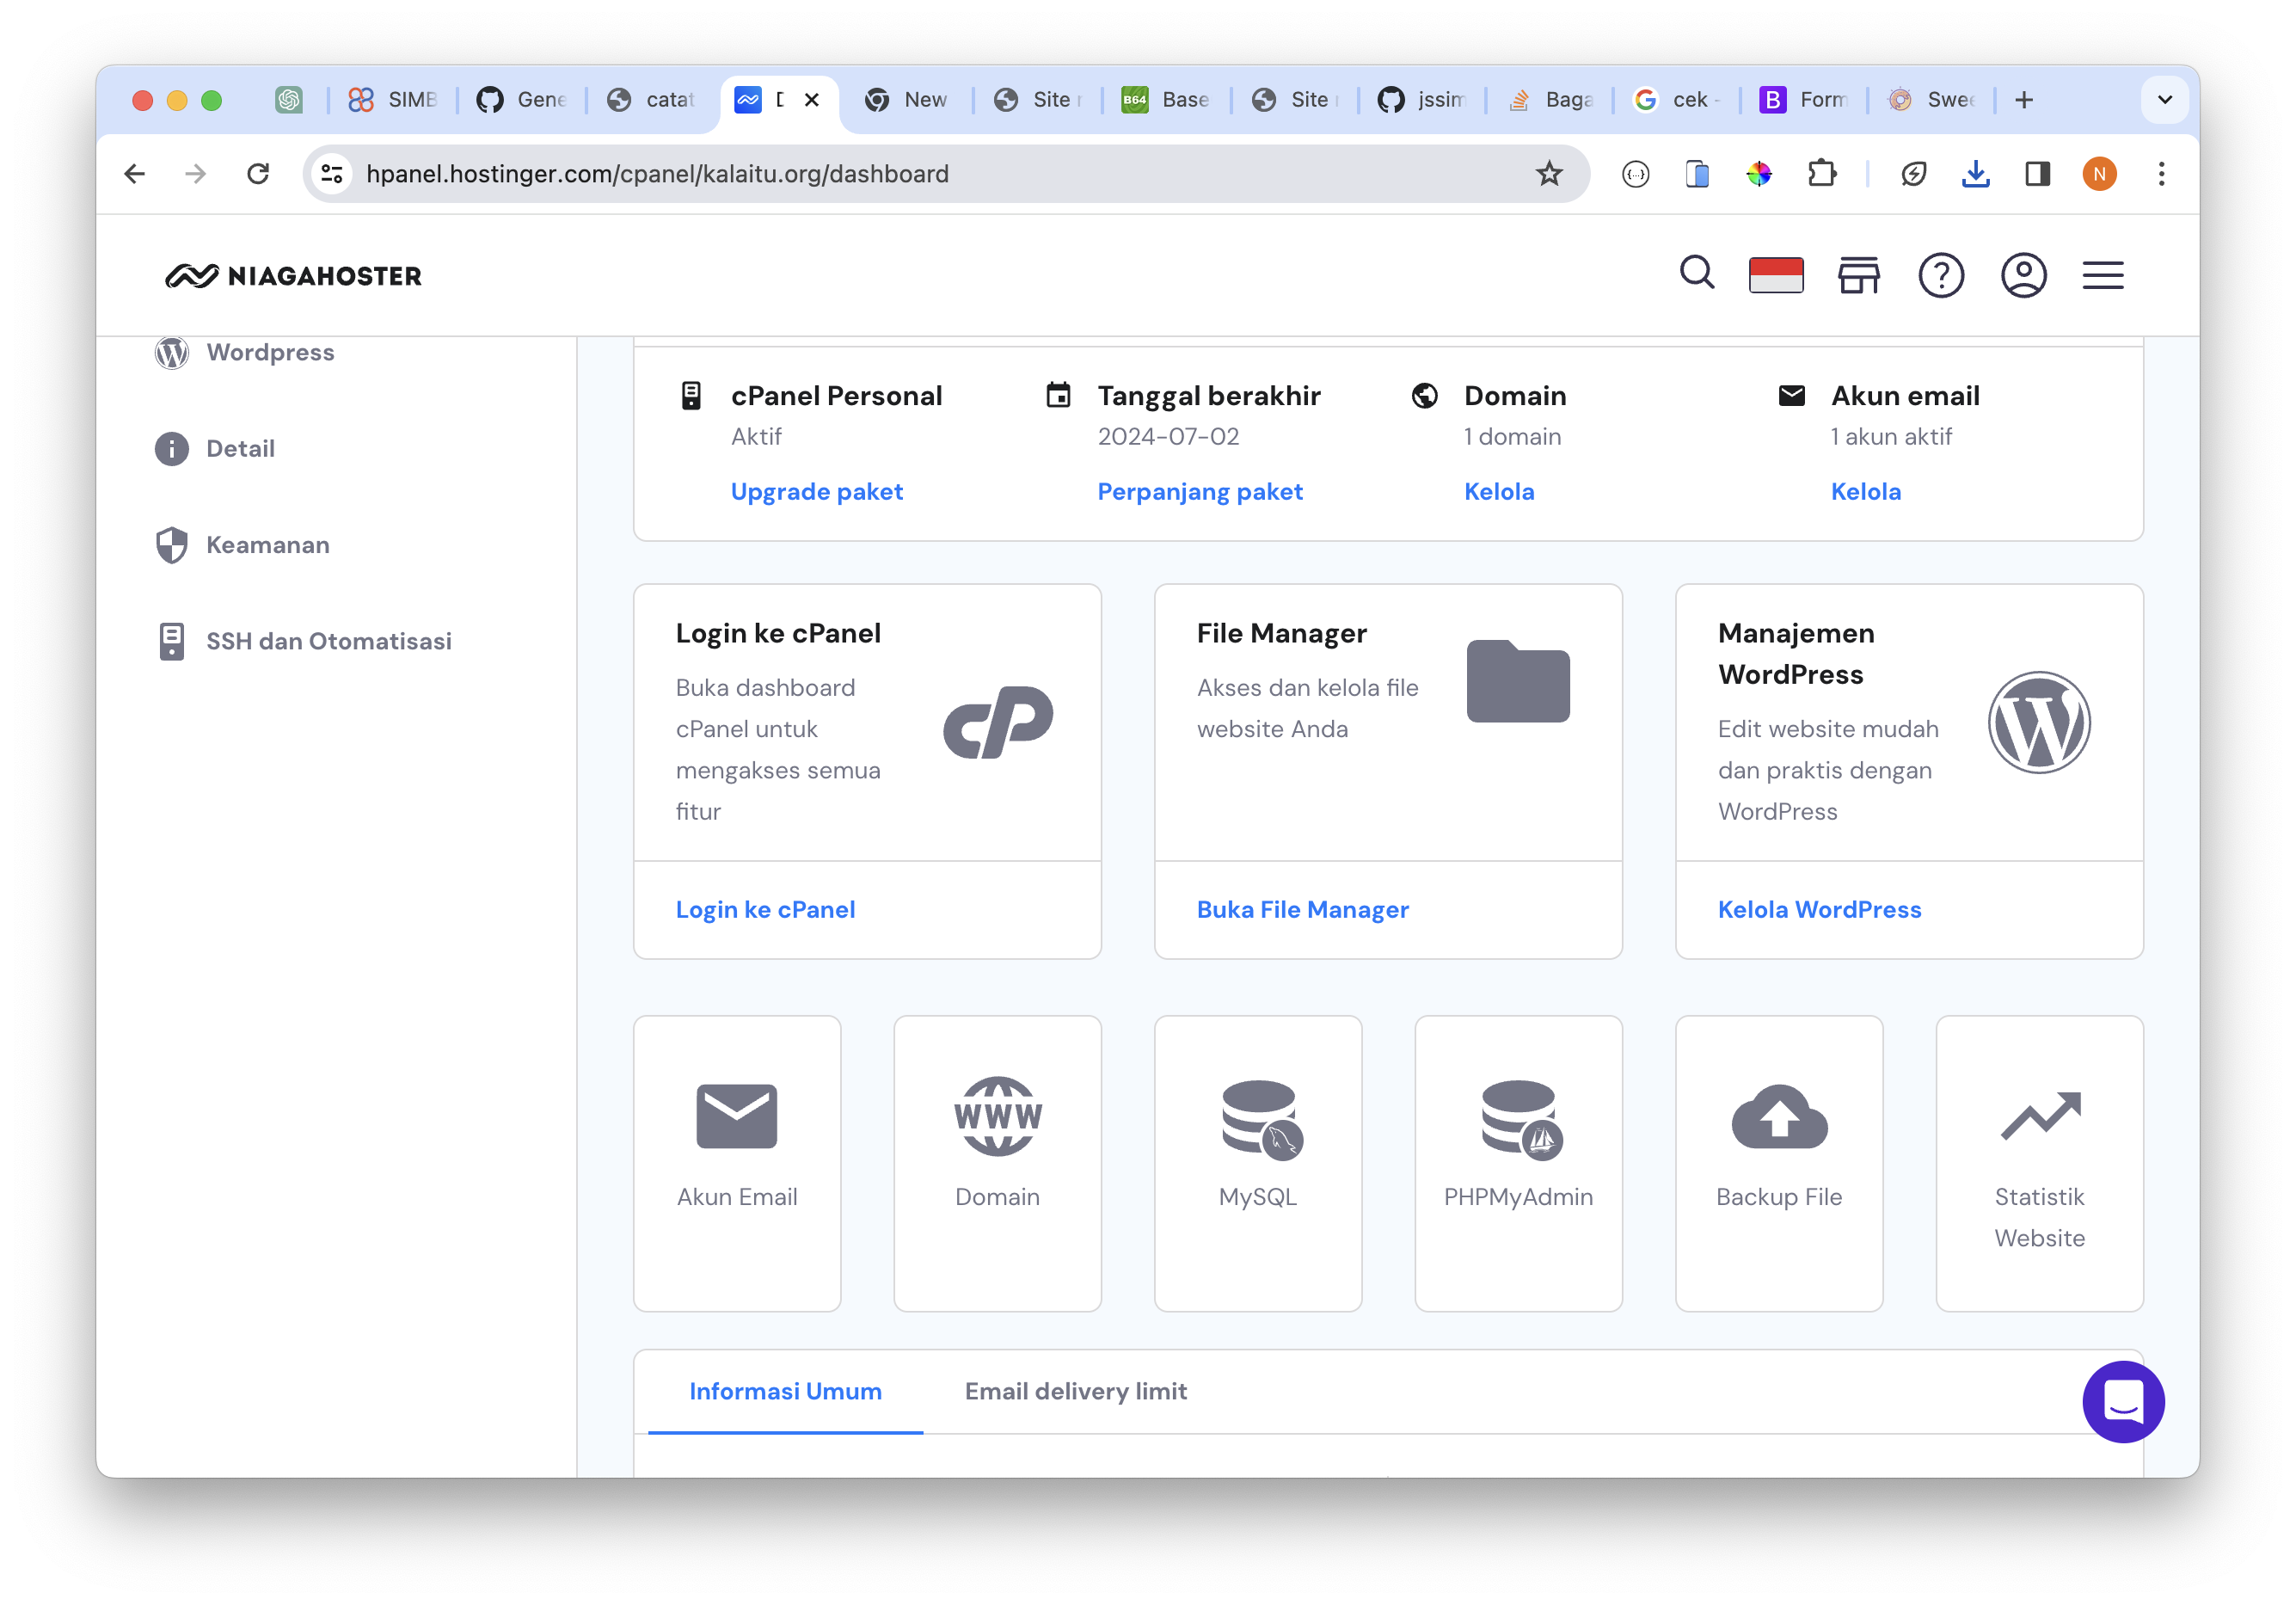 SIMB
Gene
catat
New
Site
B64
Base
Site
jssim
Baga
cek -
B
Form
Swee
hpanel.hostinger.com/cpanel/kalaitu.org/dashboard
N
NIAGAHOSTER
Wordpress
Detail
Keamanan
SSH dan Otomatisasi
cPanel Personal
Aktif
Upgrade paket
Tanggal berakhir
2024-07-02
Perpanjang paket
Domain
1 domain
Kelola
Akun email
1 akun aktif
Kelola
Login ke cPanel
Buka dashboard
cPanel untuk
mengakses semua
fitur
Login ke cPanel
File Manager
Akses dan kelola file
website Anda
Buka File Manager
Manajemen
WordPress
Edit website mudah
dan praktis dengan
WordPress
Kelola WordPress
Akun Email
WWW
Domain
MySQL
PHPMyAdmin
Backup File
Statistik
Website
Informasi Umum
Email delivery limit